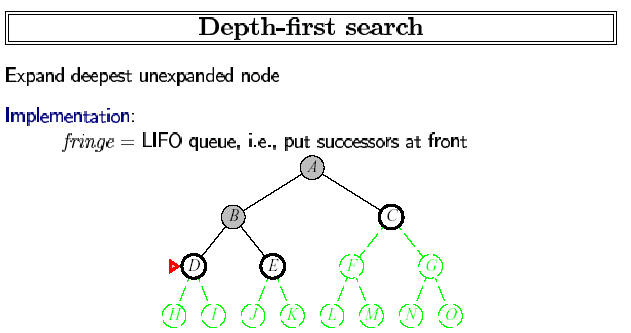 Depth-first search
Expand deepest unexpanded node
Implementation:
fringe = LIFO queue, i.e., put successors at front
A
B C
D E F G
H I J K L M N O